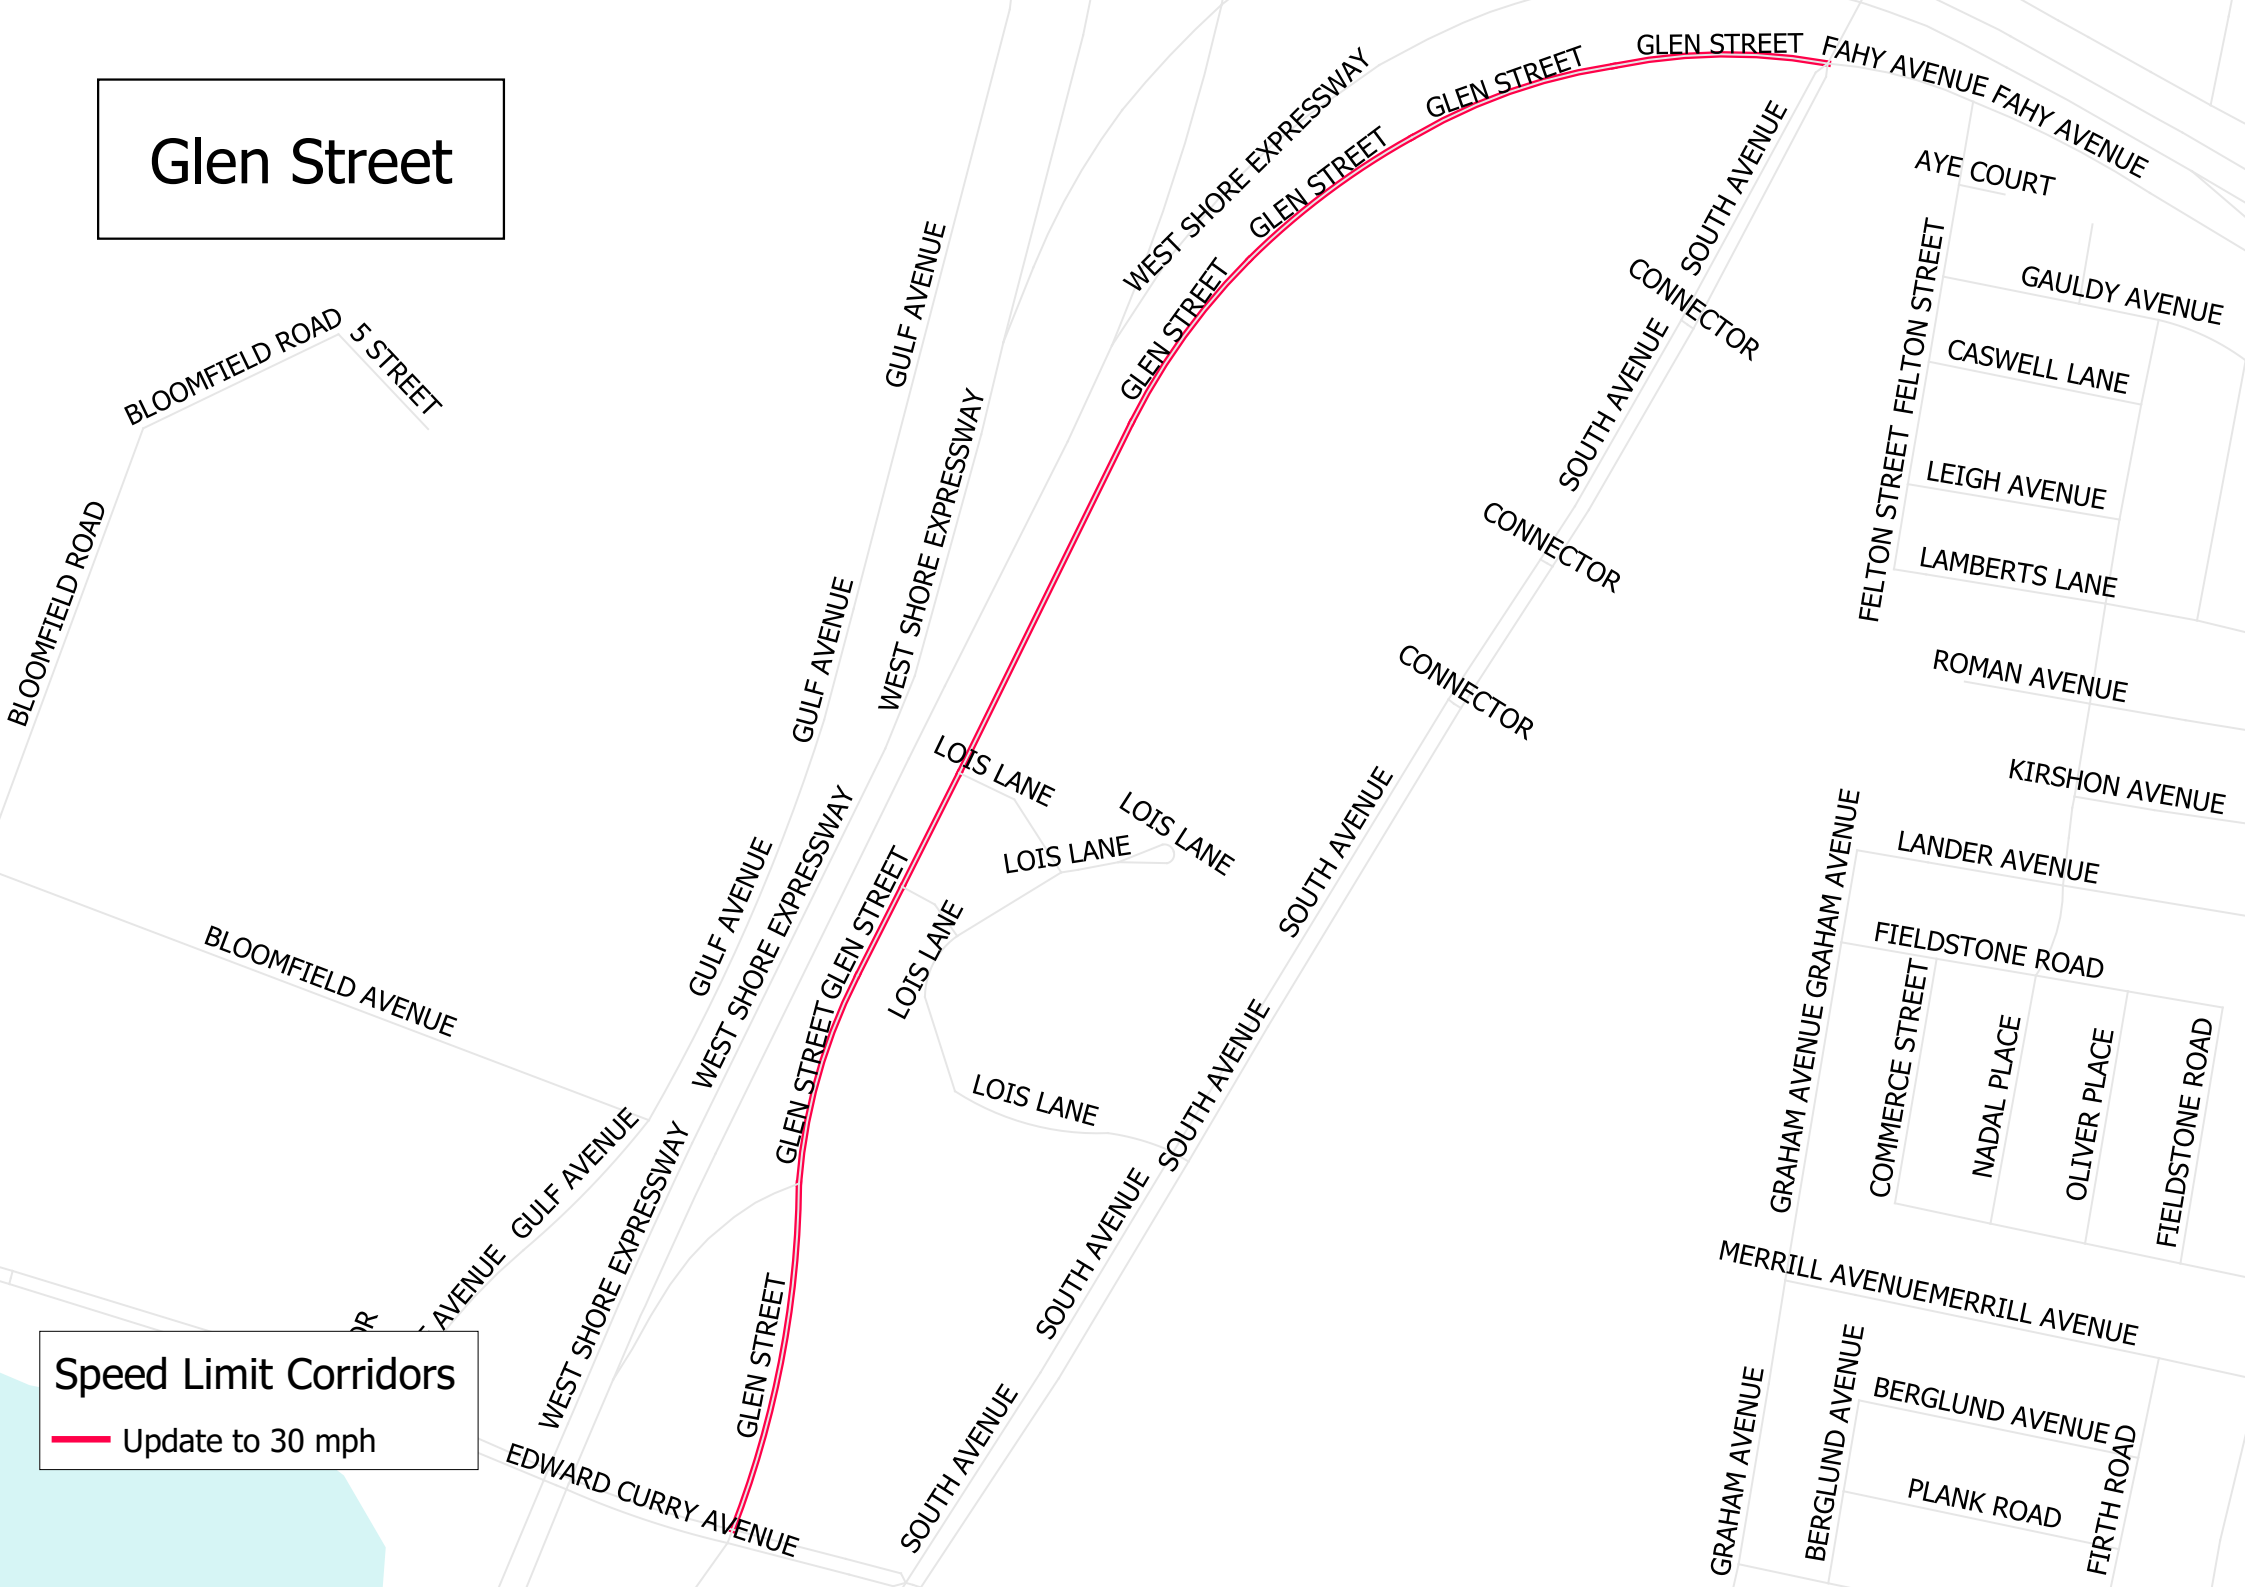 GLEN STREET
GLEN STREET
GLEN STREET
GLEN STREET
FAHY AVENUE
FAHY AVENUE
WEST SHORE EXPRESSWAY
Glen Street
SOUTH AVENUE
AYE COURT
GULF AVENUE
CONNECTOR
FELTON STREET
GAULDY AVENUE
BLOOMFIELD ROAD
5 STREET
GLEN STREET
SOUTH AVENUE
CASWELL LANE
WEST SHORE EXPRESSWAY
FELTON STREET
LEIGH AVENUE
BLOOMFIELD ROAD
CONNECTOR
LAMBERTS LANE
GULF AVENUE
CONNECTOR
ROMAN AVENUE
LOIS LANE
KIRSHON AVENUE
LOIS LANE
LOIS LANE
SOUTH AVENUE
GRAHAM AVENUE
LANDER AVENUE
GULF AVENUE
WEST SHORE EXPRESSWAY
GLEN STREET
LOIS LANE
FIELDSTONE ROAD
BLOOMFIELD AVENUE
GLEN STREET
SOUTH AVENUE
GRAHAM AVENUE
COMMERCE STREET
NADAL PLACE
OLIVER PLACE
FIELDSTONE ROAD
LOIS LANE
GULF AVENUE
WEST SHORE EXPRESSWAY
SOUTH AVENUE
MERRILL AVENUE
MERRILL AVENUE
AVENUE
OR
GLEN STREET
Speed Limit Corridors
Update to 30 mph
SOUTH AVENUE
GRAHAM AVENUE
BERGLUND AVENUE
BERGLUND AVENUE
EDWARD CURRY AVENUE
PLANK ROAD
FIRTH ROAD